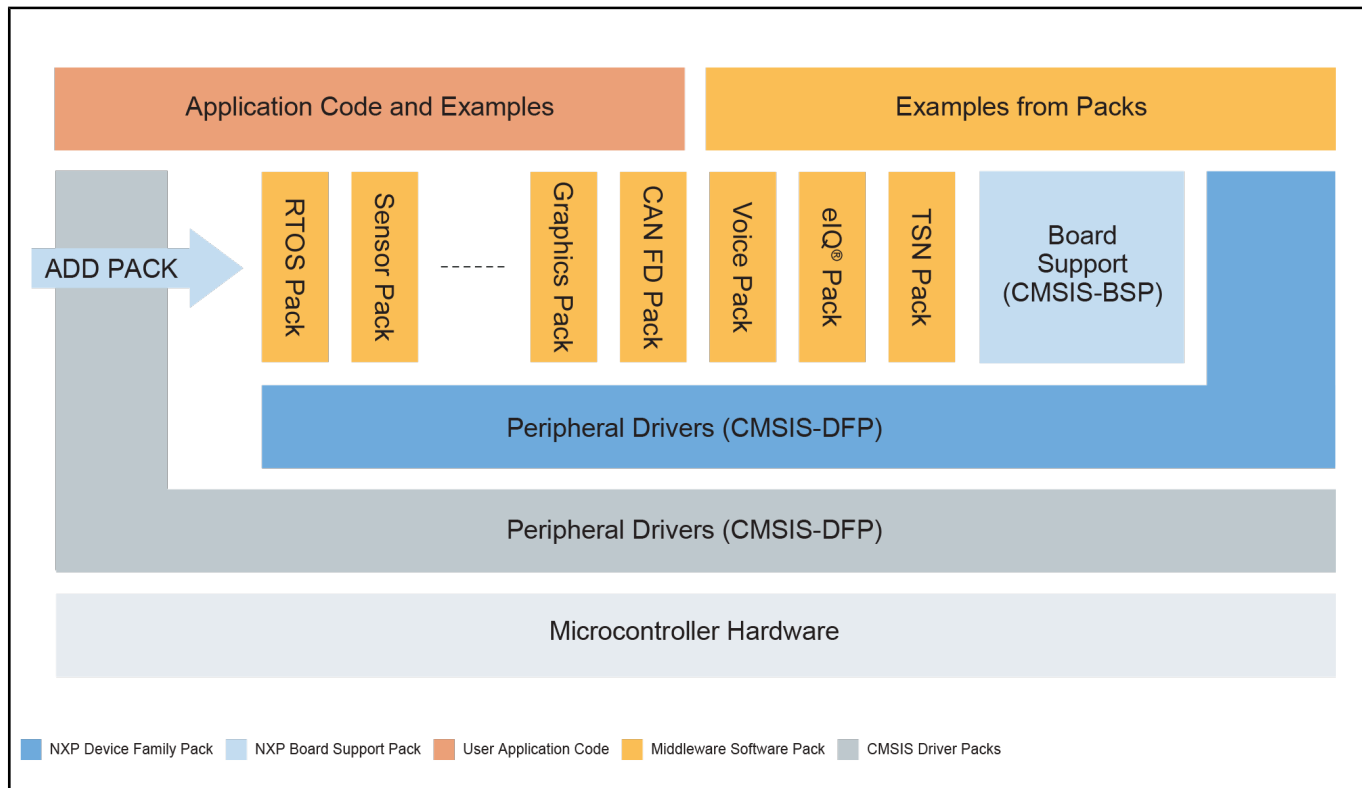 Application Code and Examples
Examples from Packs
ADD PACK
RTOS Pack
Sensor Pack
Graphics Pack
CAN FD Pack
Voice Pack
eIQ® Pack
TSN Pack
Board
Support
(CMSIS-BSP)
Peripheral Drivers (CMSIS-DFP)
Peripheral Drivers (CMSIS-DFP)
Microcontroller Hardware
NXP Device Family Pack
NXP Board Support Pack
User Application Code
Middleware Software Pack
CMSIS Driver Packs